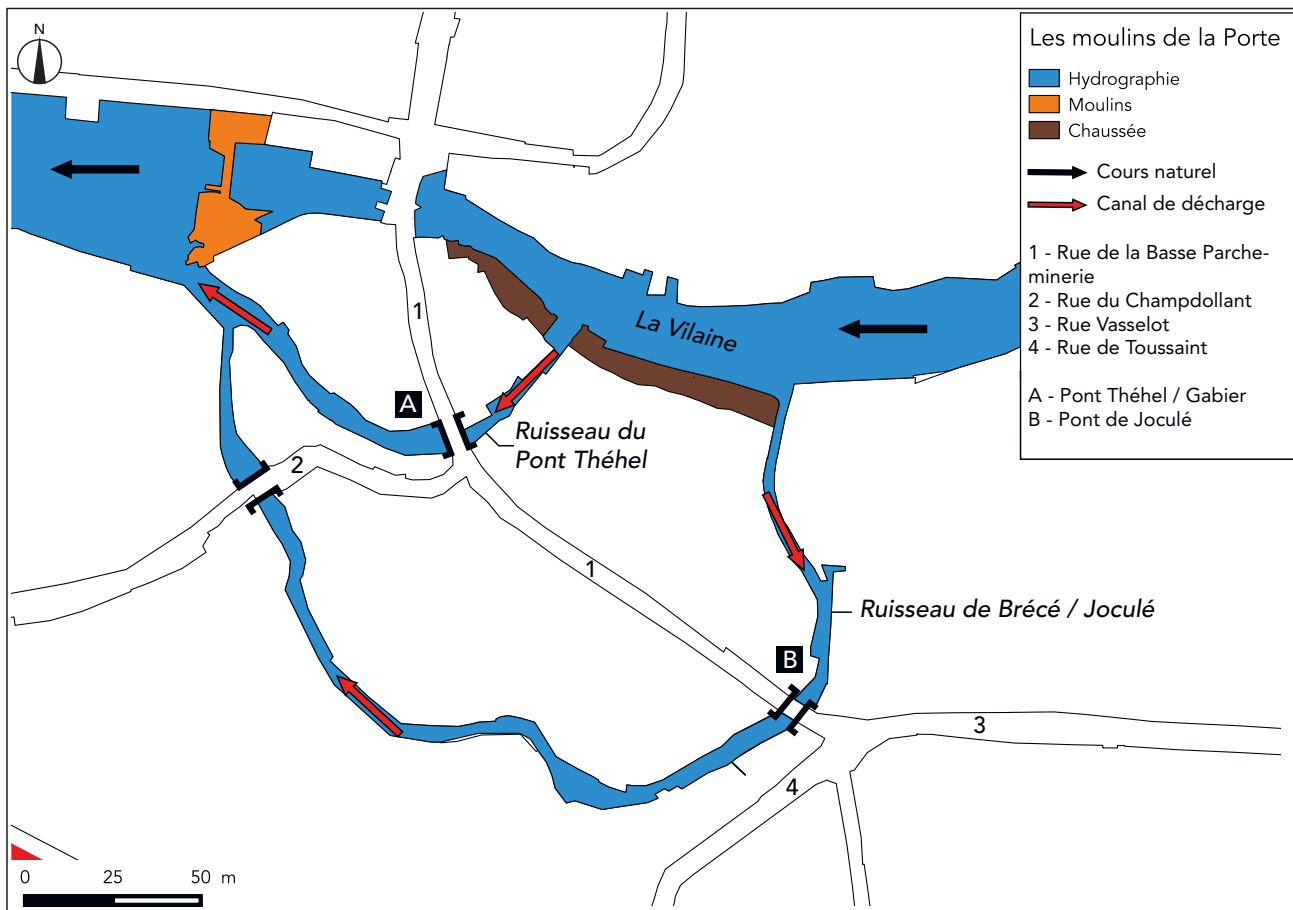 N
Les moulins de la Porte
Hydrographie
Moulins
Chaussée
Cours naturel
Canal de décharge
1 - Rue de la Basse Parche-
minerie
2 - Rue du Champdollant
3 - Rue Vasselot
4 - Rue de Toussaint
A - Pont Théhel / Gabier
B - Pont de Joculé
1
La Vilaine
A
Ruisseau du
Pont Théhel
2
1
Ruisseau de Brécé / Joculé
B
3
4
0 25 50 m